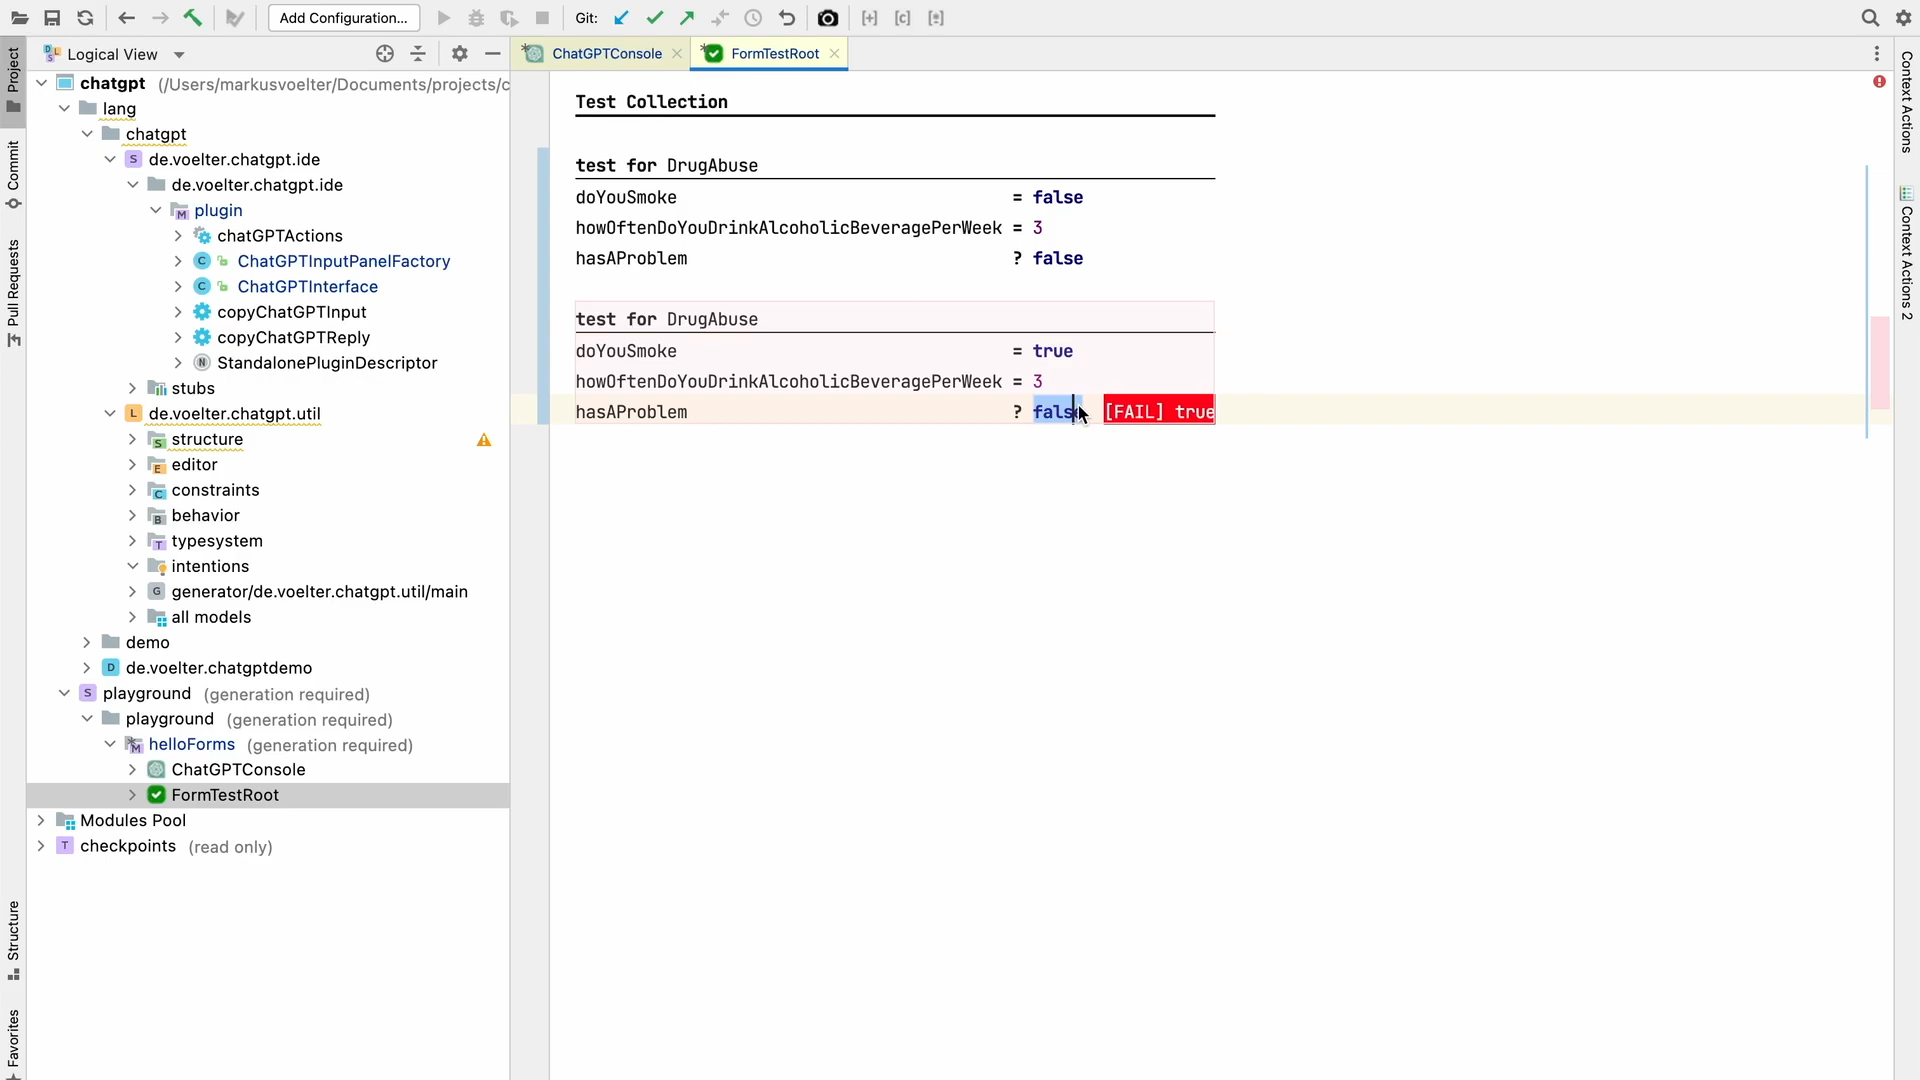 Add Configuration...
Git:
Project
Commit
Pull Requests
Structure
Favorites
Logical View
chatgpt (/Users/markusvoelter/Documents/projects/c
lang
chatgpt
de.voelter.chatgpt.ide
de.voelter.chatgpt.ide
plugin
chatGPTActions
ChatGPTInputPanelFactory
ChatGPTInterface
copyChatGPTInput
copyChatGPTReply
StandalonePluginDescriptor
stubs
de.voelter.chatgpt.util
structure
editor
constraints
behavior
typesystem
intentions
generator/de.voelter.chatgpt.util/main
all models
demo
de.voelter.chatgptdemo
playground (generation required)
playground (generation required)
helloForms (generation required)
ChatGPTConsole
FormTestRoot
Modules Pool
checkpoints (read only)
ChatGPTConsole
FormTestRoot
Test Collection
test for DrugAbuse
doYouSmoke = false
howOftenDoYouDrinkAlcoholicBeveragePerWeek = 3
hasAProblem ? false
test for DrugAbuse
doYouSmoke = true
howOftenDoYouDrinkAlcoholicBeveragePerWeek = 3
hasAProblem ? false [FAIL] true
Context Actions
Context Actions 2